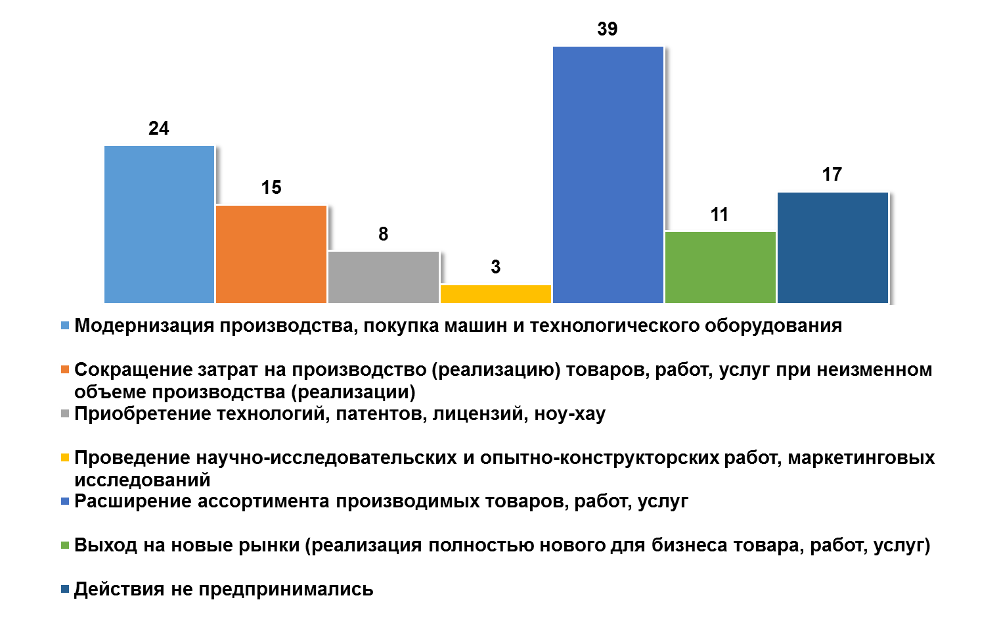 39
24
17
15
11
8
3
Модернизация производства, покупка машин и технологического оборудования
Сокращение затрат на производство (реализацию) товаров, работ, услуг при неизменном
объеме производства (реализации)
Приобретение технологий, патентов, лицензий, ноу-хау
Проведение научно-исследовательских и опытно-конструкторских работ, маркетинговых
исследований
Расширение ассортимента производимых товаров, работ, услуг
Выход на новые рынки (реализация полностью нового для бизнеса товара, работ, услуг)
Действия не предпринимались